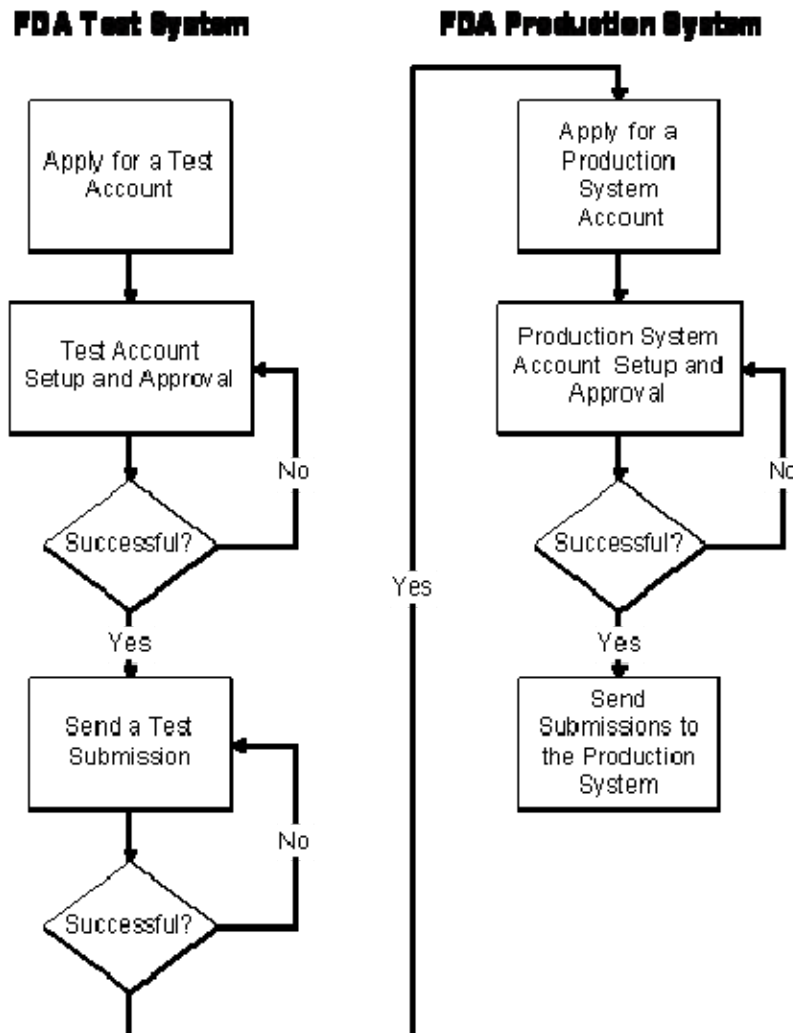 FDA Test System
Apply for a Test
Account
Test Account
Setup and Approval
No
Successful?
Yes
Send a Test
Submission
No
Successful?
Yes
FDA Production System
Apply for a
Production
System
Account
Production System
Account Setup and
Approval
No
Successful?
Yes
Send
Submissions to
the Production
System